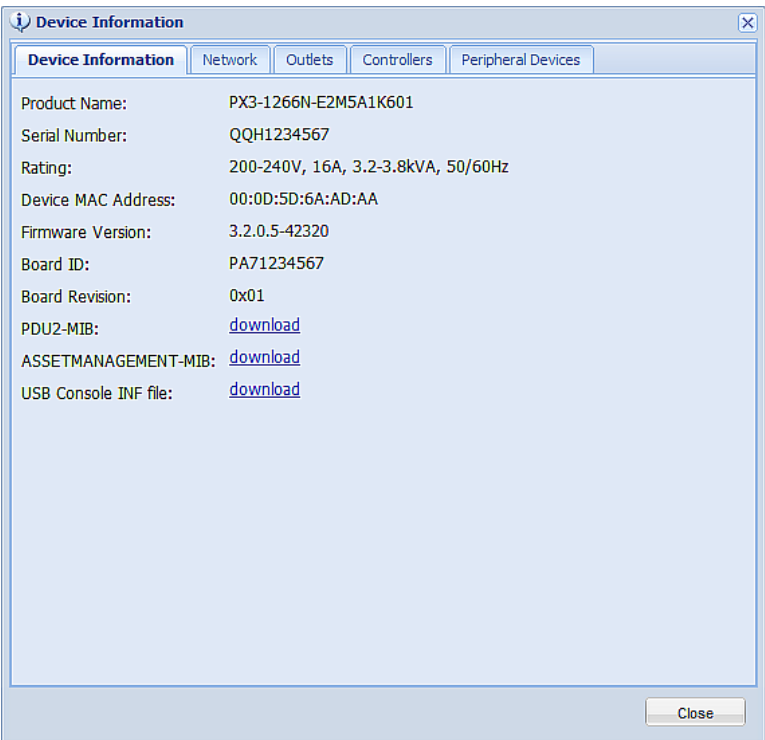 Device Information
Device Information Network Outlets Controllers Peripheral Devices
Product Name: PX3-1266N-E2M5A1K601
Serial Number: QQH1234567
Rating: 200-240V, 16A, 3.2-3.8kVA, 50/60Hz
Device MAC Address: 00:0D:5D:6A:AD:AA
Firmware Version: 3.2.0.5-42320
Board ID: PA71234567
Board Revision: 0x01
PDU2-MIB: download
ASSETMANAGEMENT-MIB: download
USB Console INF file: download
Close